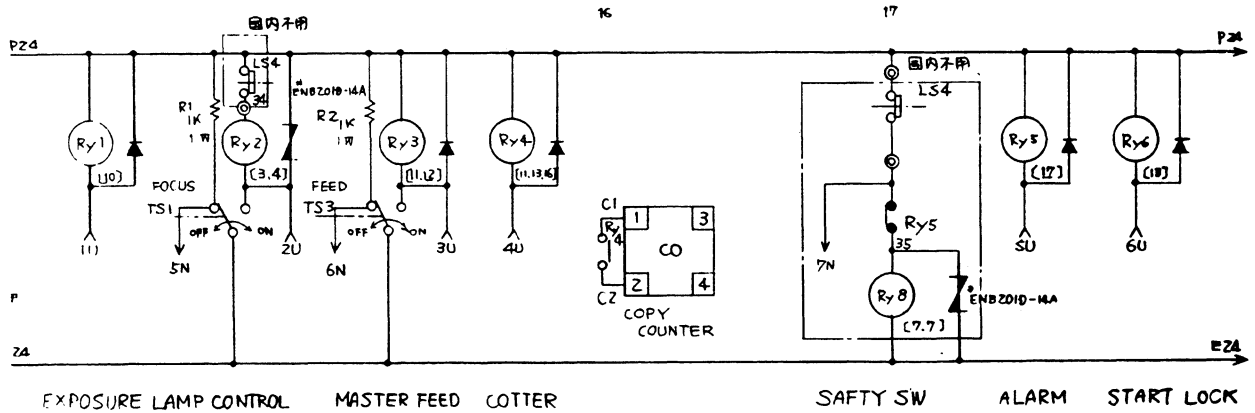 16
17
国内不用
P24
P24
LS4
34
*ENB201D-14A
R1
1K
1W
R2
1K
1W
国内不用
LS4
Ry1
Ry2
Ry3
Ry4
Ry5
Ry6
[10]
[3.4]
[11.12]
[11.13.16]
[17]
[18]
FOCUS
TS1
OFF
ON
FEED
TS3
OFF
ON
1U
2U
3U
4U
5U
6U
5N
6N
7N
C1
Ry4
C2
1
3
CO
2
4
COPY
COUNTER
Ry5
35
Ry8
*ENB201D-14A
[7.7]
P
24
E24
EXPOSURE LAMP CONTROL
MASTER FEED
COTTER
SAFTY SW
ALARM
START LOCK